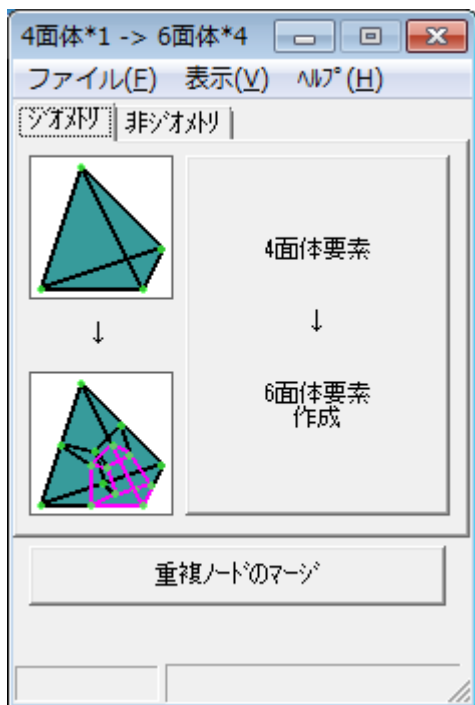 4面体*1 -> 6面体*4
ファイル(F) 表示(V) ﾍﾙﾌﾟ(H)
ｼﾞｵﾒﾄﾘ 非ｼﾞｵﾒﾄﾘ
4面体要素
↓
↓
6面体要素
作成
重複ﾉｰﾄﾞのﾏｰｼﾞ